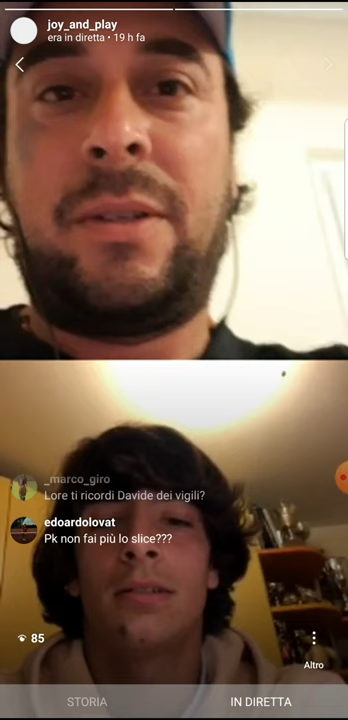 joy_and_play
era in diretta • 19 h fa
_marco_giro
Lore ti ricordi Davide dei vigili?
edoardolovat
Pk non fai più lo slice???
85
Altro
STORIA
IN DIRETTA